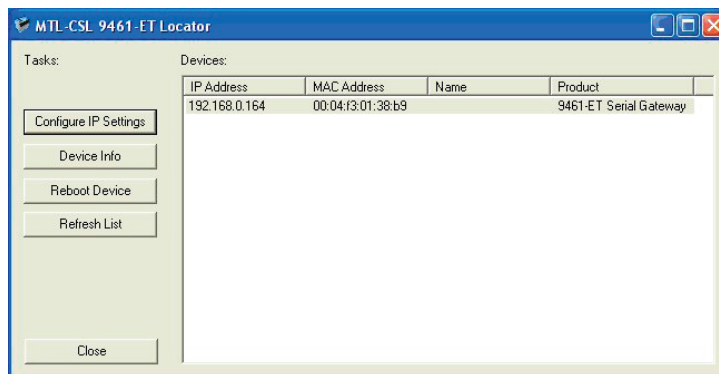 MTL-CSL 9461-ET Locator
Tasks:
Devices:
IP Address MAC Address Name Product
192.168.0.164 00:04:f3:01:38:b9 9461-ET Serial Gateway
Configure IP Settings
Device Info
Reboot Device
Refresh List
Close